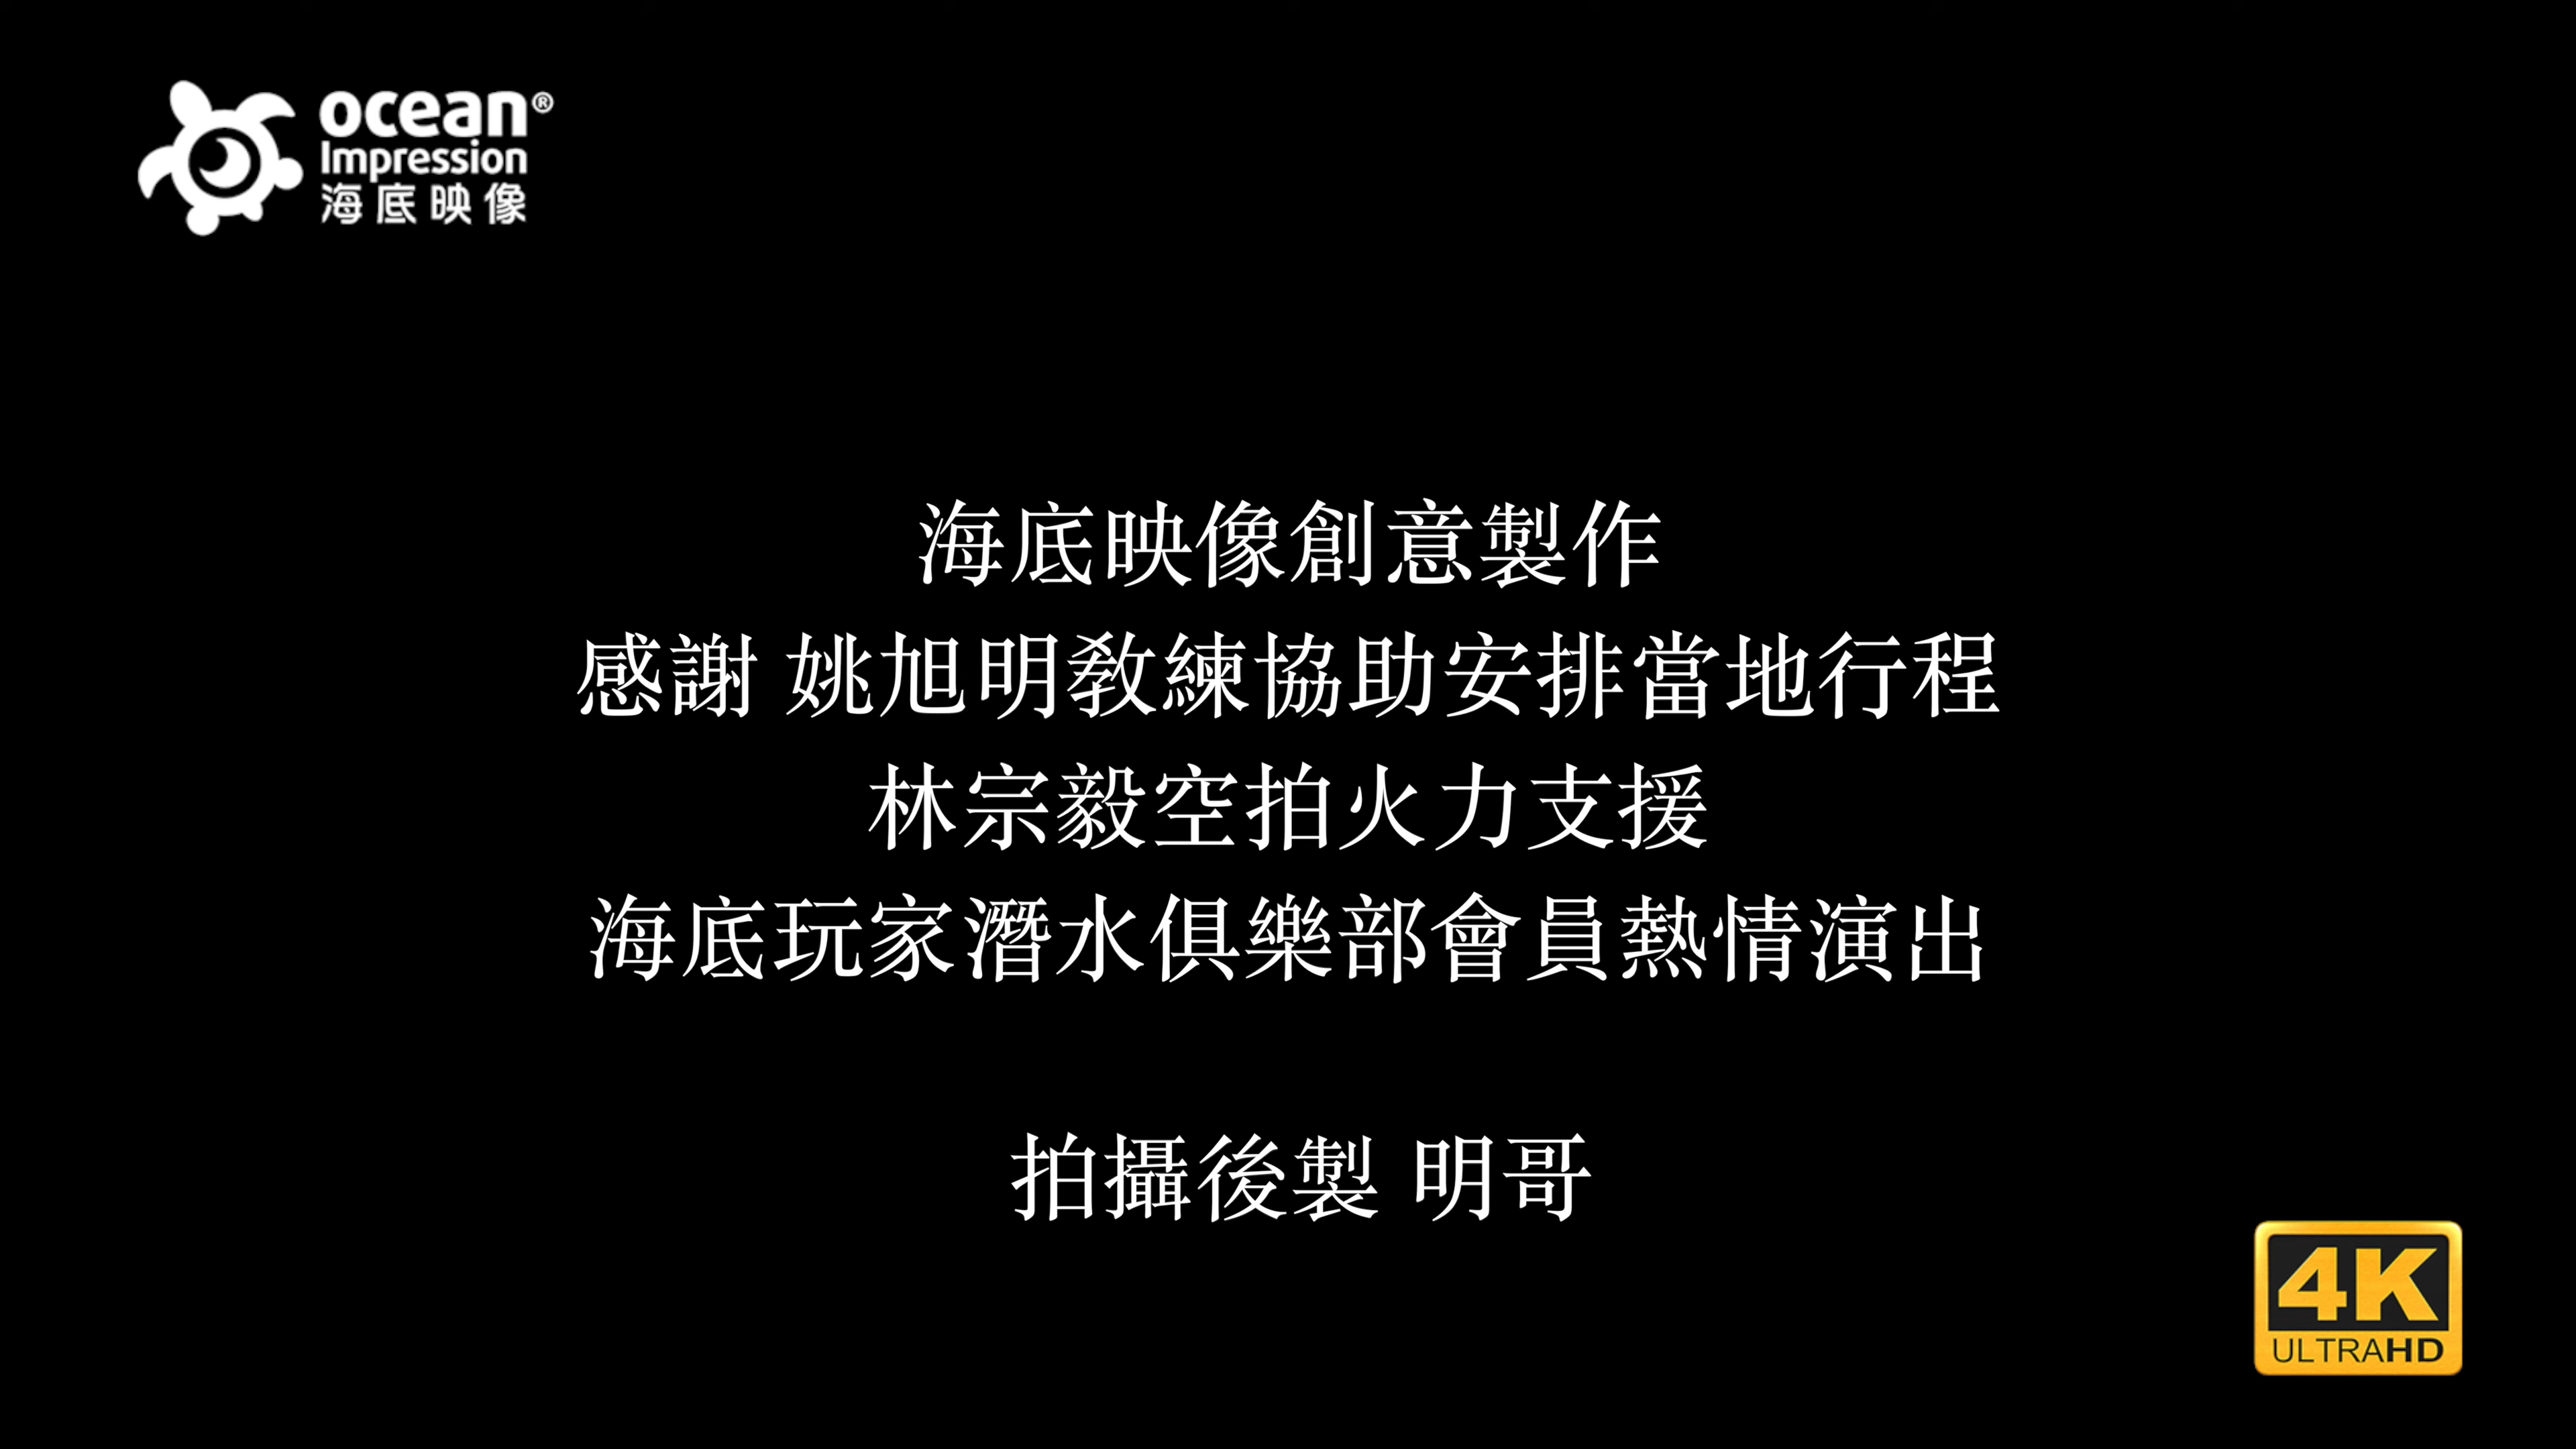 ocean®
Impression
海底映像
海底映像創意製作
感謝 姚旭明教練協助安排當地行程
林宗毅空拍火力支援
海底玩家潛水俱樂部會員熱情演出
拍攝後製 明哥
4K
ULTRAHD